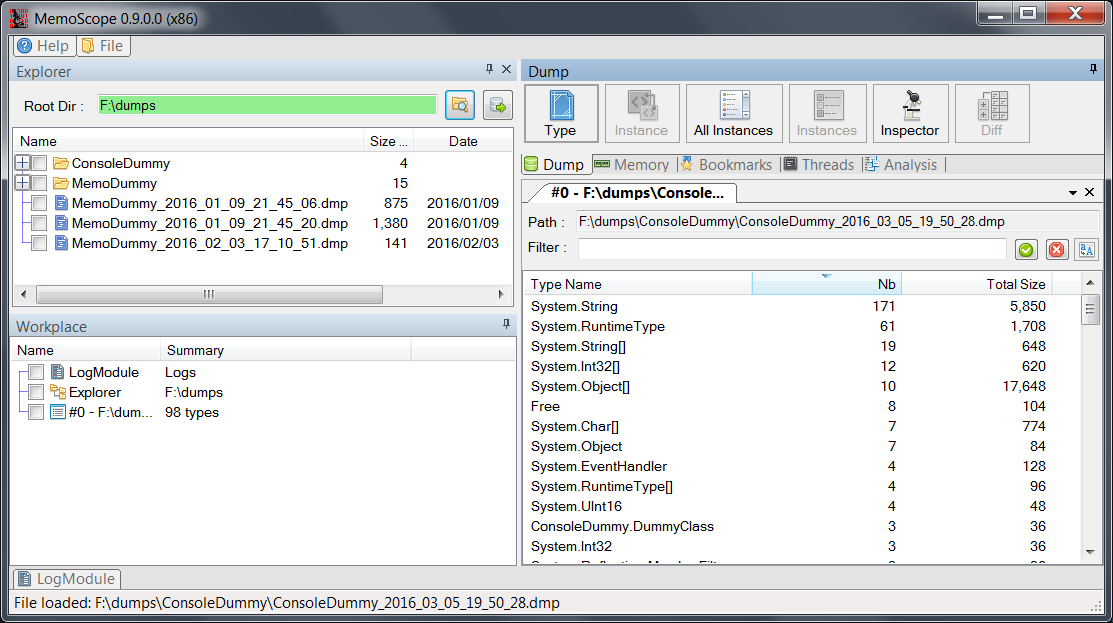 MemoScope 0.9.0.0 (x86)
Help File
Explorer
Root Dir : F:\dumps
Name Size ... Date
ConsoleDummy 4
MemoDummy 15
MemoDummy_2016_01_09_21_45_06.dmp 875 2016/01/09
MemoDummy_2016_01_09_21_45_20.dmp 1,380 2016/01/09
MemoDummy_2016_02_03_17_10_51.dmp 141 2016/02/03
Workplace
Name Summary
LogModule Logs
Explorer F:\dumps
#0 - F:\dum... 98 types
Dump
Type Instance All Instances Instances Inspector Diff
Dump Memory Bookmarks Threads Analysis
#0 - F:\dumps\Console...
Path : F:\dumps\ConsoleDummy\ConsoleDummy_2016_03_05_19_50_28.dmp
Filter :
Type Name Nb Total Size
System.String 171 5,850
System.RuntimeType 61 1,708
System.String[] 19 648
System.Int32[] 12 620
System.Object[] 10 17,648
Free 8 104
System.Char[] 7 774
System.Object 7 84
System.EventHandler 4 128
System.RuntimeType[] 4 96
System.UInt16 4 48
ConsoleDummy.DummyClass 3 36
System.Int32 3 36
LogModule
File loaded: F:\dumps\ConsoleDummy\ConsoleDummy_2016_03_05_19_50_28.dmp